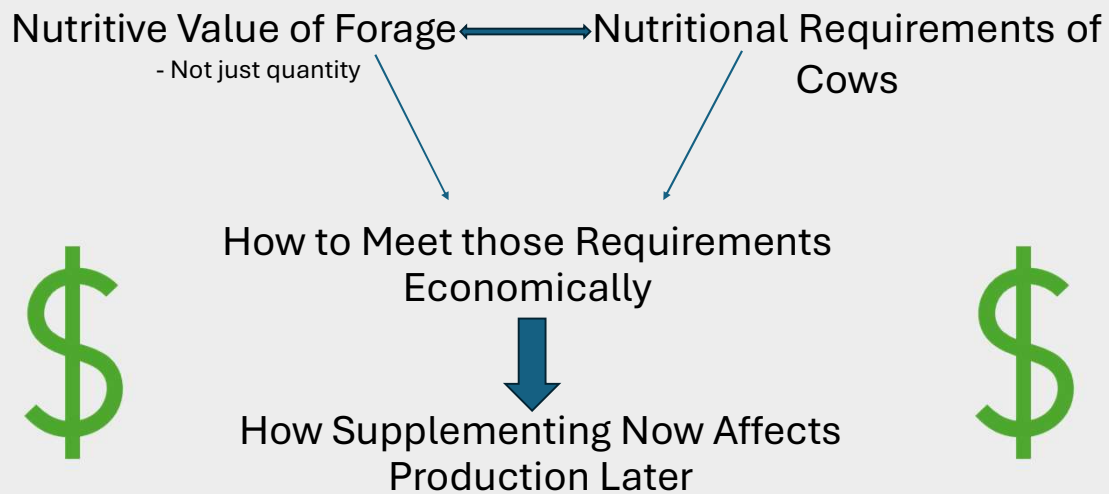 Nutritive Value of Forage
- Not just quantity
Nutritional Requirements of
Cows
How to Meet those Requirements
Economically
How Supplementing Now Affects
Production Later